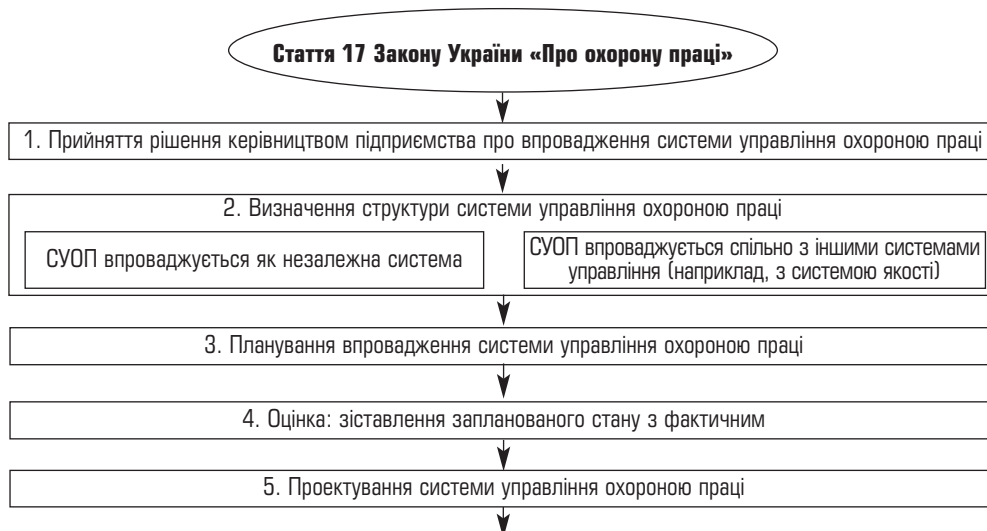 Стаття 17 Закону України «Про охорону праці»
1. Прийняття рішення керівництвом підприємства про впровадження системи управління охороною праці
2. Визначення структури системи управління охороною праці
СУОП впроваджується як незалежна система
СУОП впроваджується спільно з іншими системами
управління (наприклад, з системою якості)
3. Планування впровадження системи управління охороною праці
4. Оцінка: зіставлення запланованого стану з фактичним
5. Проектування системи управління охороною праці